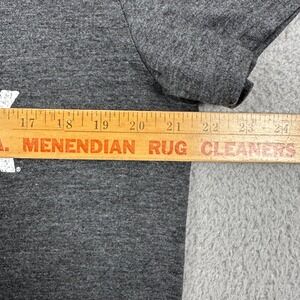 17 18 19 20 21 22 23 24
A. MENENDIAN RUG CLEANERS